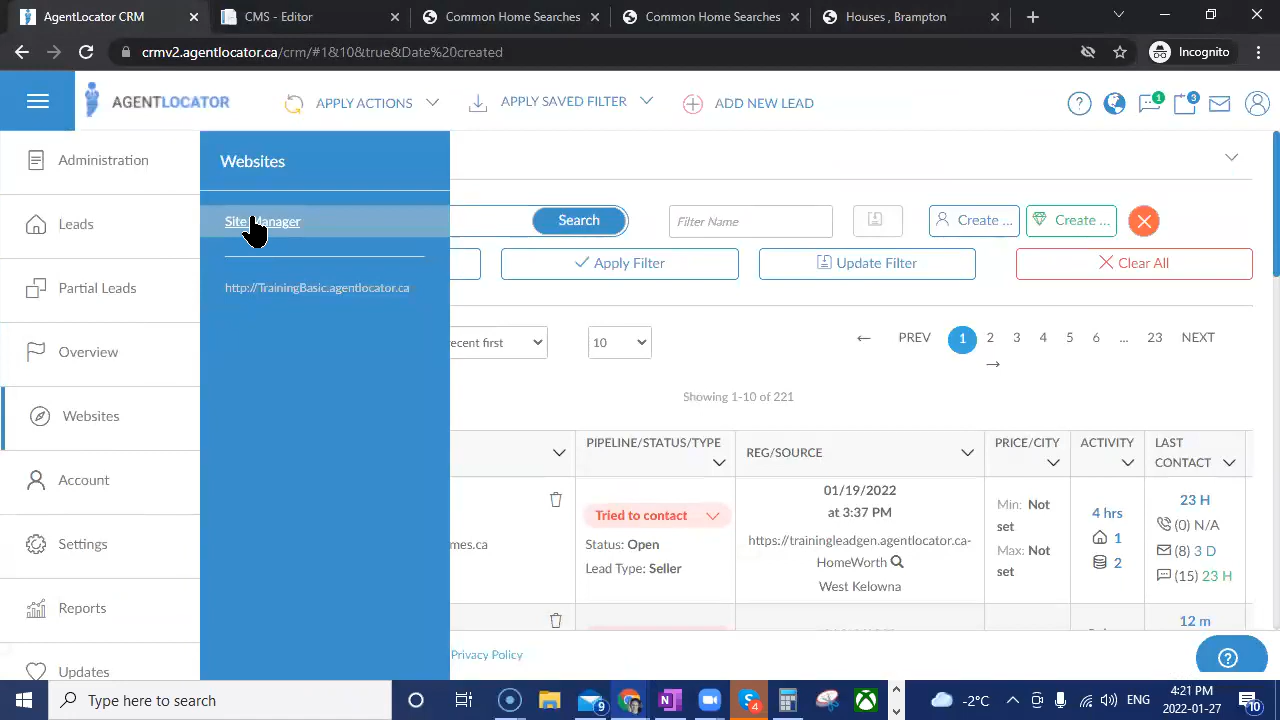 AgentLocator CRM
CMS - Editor
Common Home Searches
Common Home Searches
Houses , Brampton
crmv2.agentlocator.ca/crm/#1&10&true&Date%20created
Incognito
AGENTLOCATOR
APPLY ACTIONS
APPLY SAVED FILTER
ADD NEW LEAD
1
3
Administration
Leads
Partial Leads
Overview
Websites
Account
Settings
Reports
Updates
Websites
Site Manager
http://TrainingBasic.agentlocator.ca
Search
Filter Name
Create ...
Create ...
Apply Filter
Update Filter
Clear All
ecent first
10
← PREV 1 2 3 4 5 6 ... 23 NEXT
→
Showing 1-10 of 221
PIPELINE/STATUS/TYPE
REG/SOURCE
PRICE/CITY
ACTIVITY
LAST
CONTACT
Tried to contact
Status: Open
Lead Type: Seller
mes.ca
01/19/2022
at 3:37 PM
https://trainingleadgen.agentlocator.ca-
HomeWorth
West Kelowna
Min: Not
set
Max: Not
set
4 hrs
1
2
23 H
(0) N/A
(8) 3 D
(15) 23 H
12 m
Privacy Policy
Type here to search
9
4
-2°C
ENG
4:21 PM
2022-01-27
10